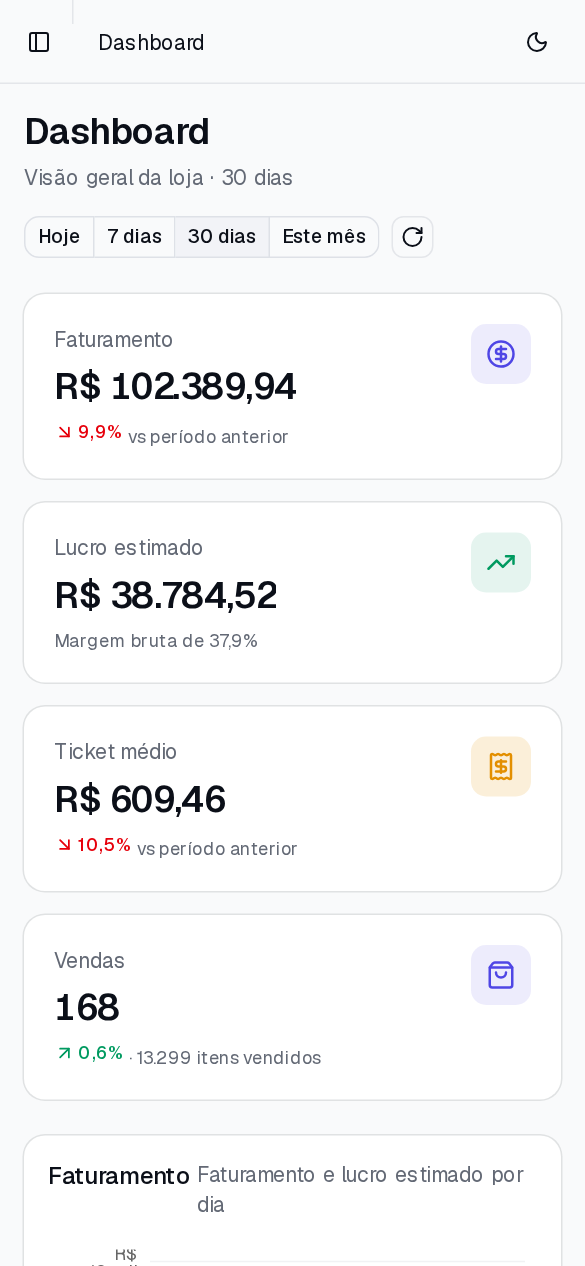 Dashboard
Dashboard
Visão geral da loja · 30 dias
Hoje 7 dias 30 dias Este mês
Faturamento
R$ 102.389,94
9,9% vs período anterior
Lucro estimado
R$ 38.784,52
Margem bruta de 37,9%
Ticket médio
R$ 609,46
10,5% vs período anterior
Vendas
168
0,6% · 13.299 itens vendidos
Faturamento Faturamento e lucro estimado por
dia
R$